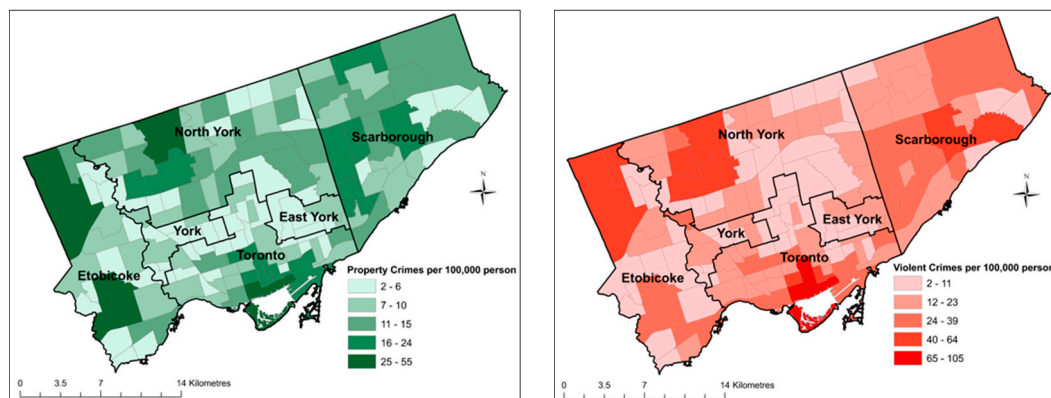 North York
Scarborough
N
East York
York
Toronto
Etobicoke
Property Crimes per 100,000 person
2 - 6
7 - 10
11 - 15
16 - 24
25 - 55
0 3.5 7 14 Kilometres
North York
Scarborough
N
East York
York
Toronto
Etobicoke
Violent Crimes per 100,000 person
2 - 11
12 - 23
24 - 39
40 - 64
65 - 105
0 3.5 7 14 Kilometres